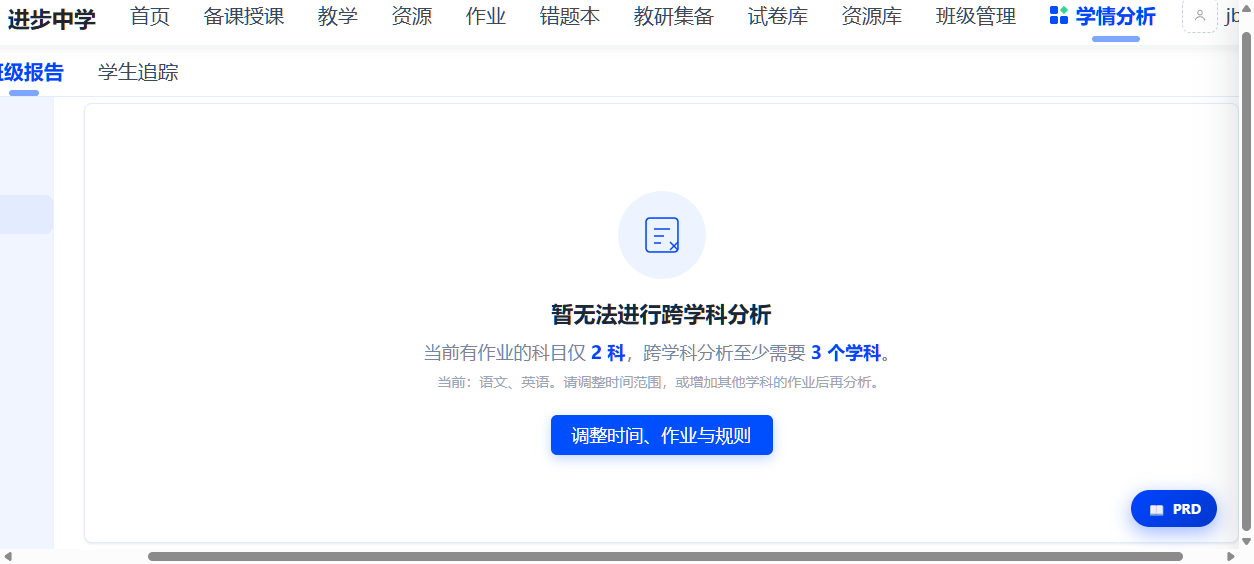 进步中学 首页 备课授课 教学 资源 作业 错题本 教研集备 试卷库 资源库 班级管理 学情分析
班级报告 学生追踪
暂无法进行跨学科分析
当前有作业的科目仅 2 科，跨学科分析至少需要 3 个学科。
当前：语文、英语。请调整时间范围，或增加其他学科的作业后再分析。
调整时间、作业与规则
PRD